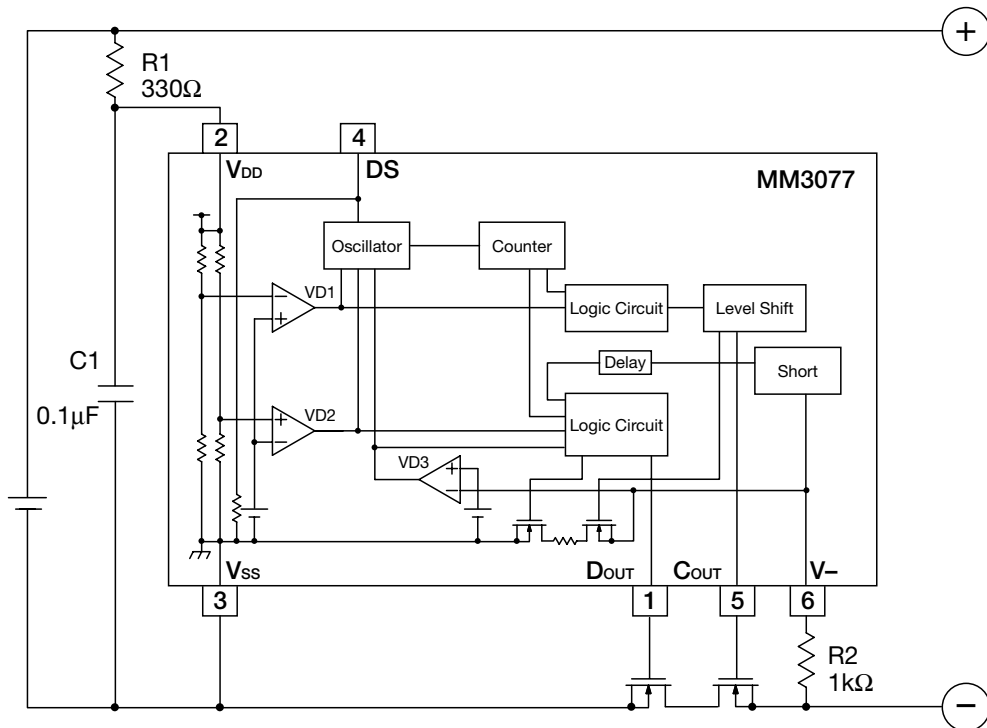 +
R1
330Ω
2
4
VDD
DS
MM3077
Oscillator
Counter
VD1
−
+
Logic Circuit
Level Shift
C1
0.1μF
Delay
Short
VD2
+
−
Logic Circuit
VD3
+
−
VSS
DOUT
COUT
V−
3
1
5
6
R2
1kΩ
−